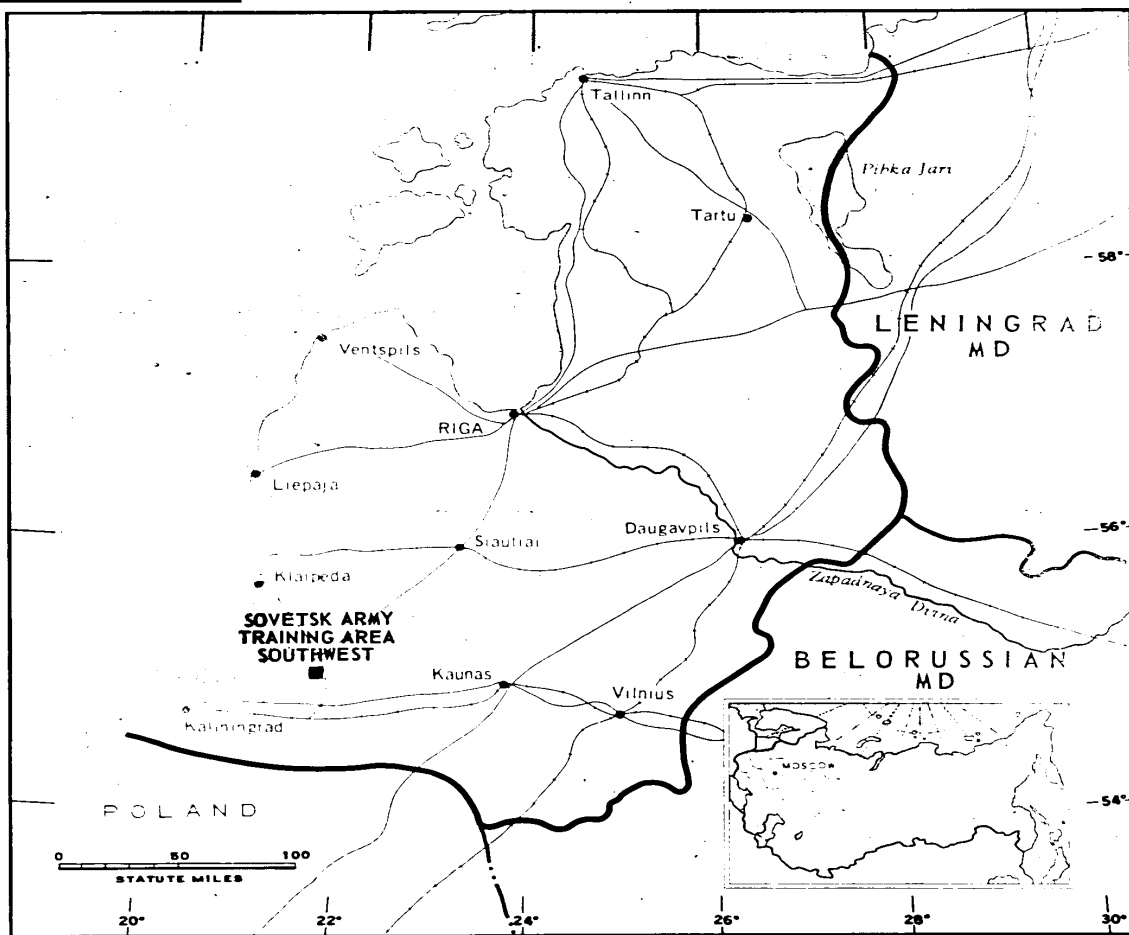 Tallinn
Pihka Jari
Tartu
58°
LENINGRAD
MD
Ventspils
RIGA
Liepaja
Daugavpils
56°
Siautiai
Klaipeda
Zapadnaya Dvina
SOVETSK ARMY
TRAINING AREA
SOUTHWEST
BELORUSSIAN
MD
Kaunas
Vilnius
Kaliningrad
MOSCOW
54°
POLAND
0 50 100
STATUTE MILES
20° 22° 24° 26° 28° 30°